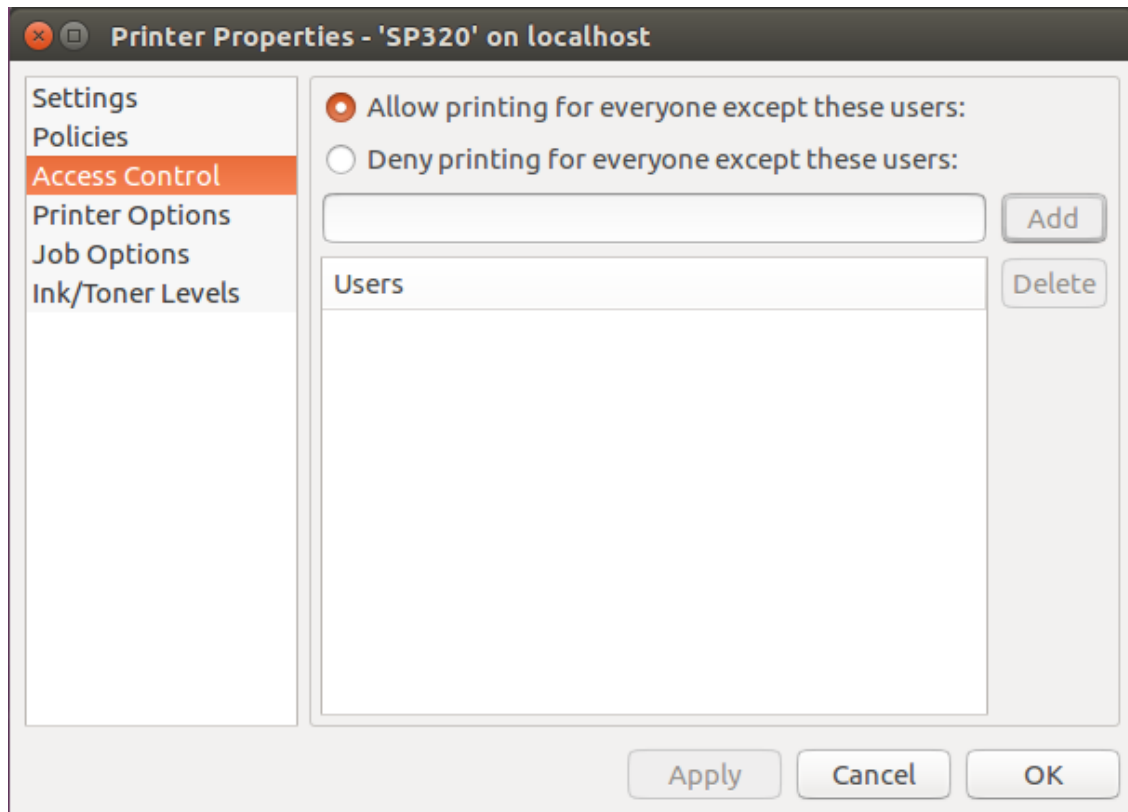 Printer Properties - 'SP320' on localhost
Settings
Policies
Access Control
Printer Options
Job Options
Ink/Toner Levels
Allow printing for everyone except these users:
Deny printing for everyone except these users:
Add
Users
Delete
Apply
Cancel
OK